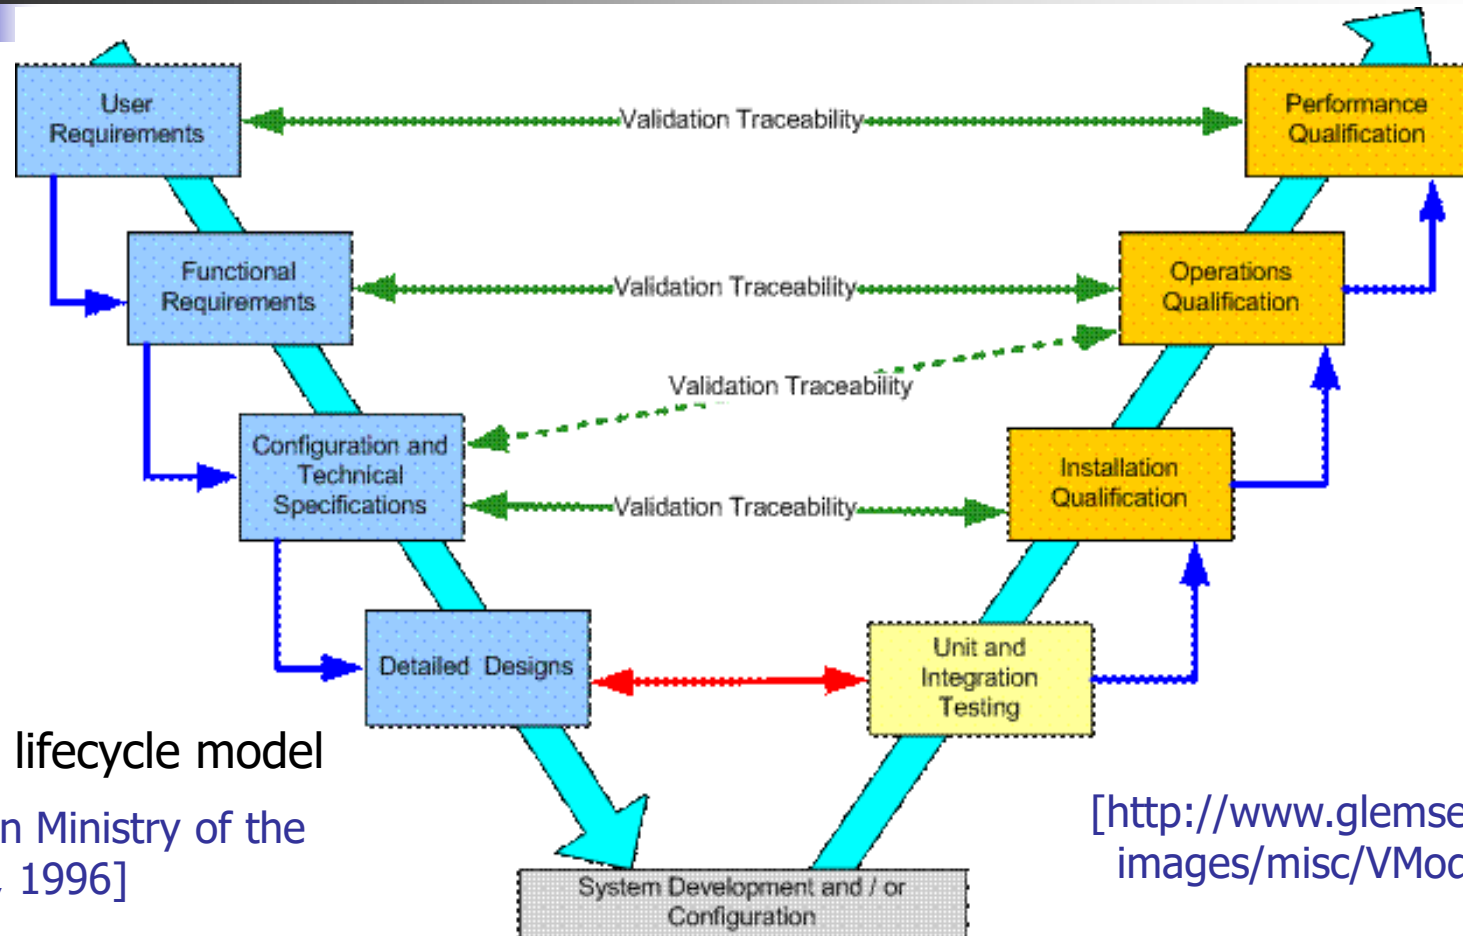 User
Requirements
Validation Traceability
Performance
Qualification
Functional
Requirements
Validation Traceability
Operations
Qualification
Validation Traceability
Configuration and
Technical
Specifications
Validation Traceability
Installation
Qualification
Detailed Designs
Unit and
Integration
Testing
lifecycle model
n Ministry of the
, 1996]
[http://www.glemse
images/misc/VMod
System Development and / or
Configuration